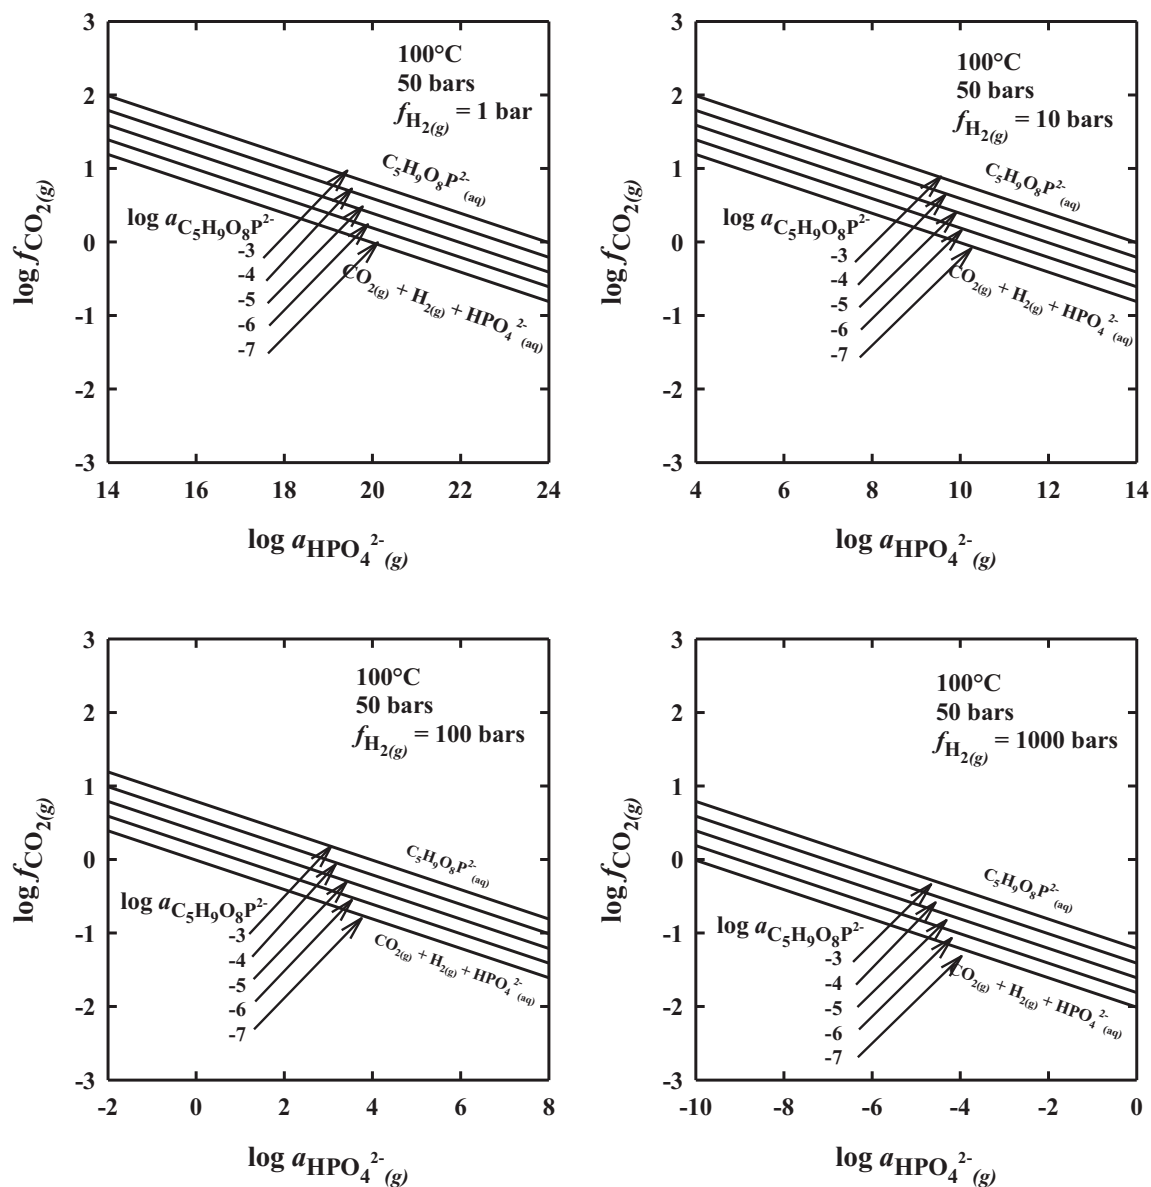 100°C
50 bars
fH2(g) = 1 bar
log fCO2(g)
3
2
1
0
-1
-2
-3
C5H9O8P2-(aq)
log aC5H9O8P2-
-3
-4
-5
-6
-7
CO2(g) + H2(g) + HPO42-(aq)
14 16 18 20 22 24
log aHPO42-(g)
100°C
50 bars
fH2(g) = 10 bars
log fCO2(g)
3
2
1
0
-1
-2
-3
C5H9O8P2-(aq)
log aC5H9O8P2-
-3
-4
-5
-6
-7
CO2(g) + H2(g) + HPO42-(aq)
4 6 8 10 12 14
log aHPO42-(g)
100°C
50 bars
fH2(g) = 100 bars
log fCO2(g)
3
2
1
0
-1
-2
-3
C5H9O8P2-(aq)
log aC5H9O8P2-
-3
-4
-5
-6
-7
CO2(g) + H2(g) + HPO42-(aq)
-2 0 2 4 6 8
log aHPO42-(g)
100°C
50 bars
fH2(g) = 1000 bars
log fCO2(g)
3
2
1
0
-1
-2
-3
C5H9O8P2-(aq)
log aC5H9O8P2-
-3
-4
-5
-6
-7
CO2(g) + H2(g) + HPO42-(aq)
-10 -8 -6 -4 -2 0
log aHPO42-(g)